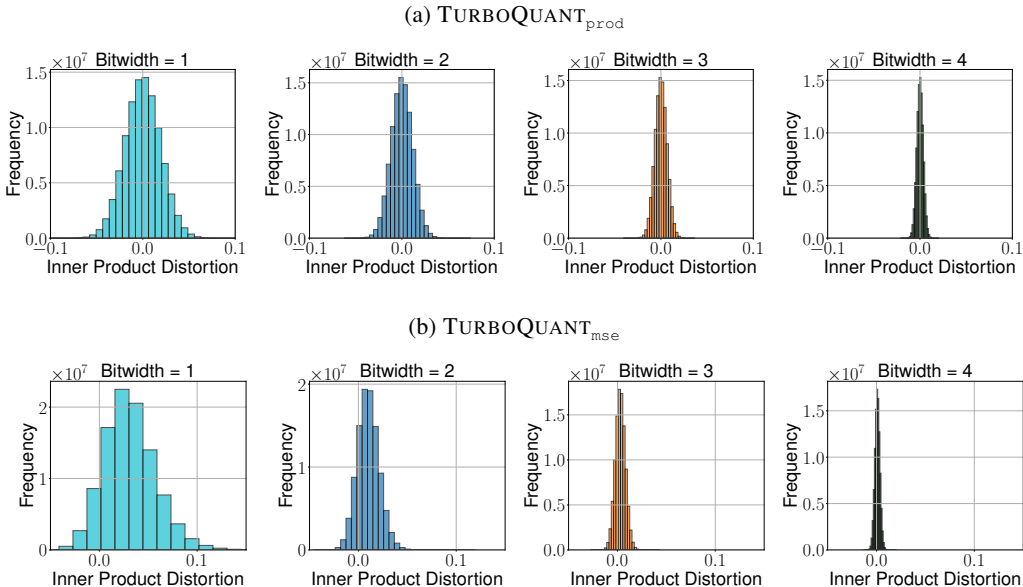 (a) TURBOQUANT_prod
×10^7 Bitwidth = 1
×10^7 Bitwidth = 2
×10^7 Bitwidth = 3
×10^7 Bitwidth = 4
Frequency
1.5
1.0
0.5
0.0
−0.1 0.0 0.1
Inner Product Distortion
Frequency
1.5
1.0
0.5
0.0
−0.1 0.0 0.1
Inner Product Distortion
Frequency
1.5
1.0
0.5
0.0
−0.1 0.0 0.1
Inner Product Distortion
Frequency
1.5
1.0
0.5
0.0
−0.1 0.0 0.1
Inner Product Distortion
(b) TURBOQUANT_mse
×10^7 Bitwidth = 1
×10^7 Bitwidth = 2
×10^7 Bitwidth = 3
×10^7 Bitwidth = 4
Frequency
2
1
0
0.0 0.1
Inner Product Distortion
Frequency
2
1
0
0.0 0.1
Inner Product Distortion
Frequency
1.5
1.0
0.5
0.0
0.0 0.1
Inner Product Distortion
Frequency
1.5
1.0
0.5
0.0
0.0 0.1
Inner Product Distortion